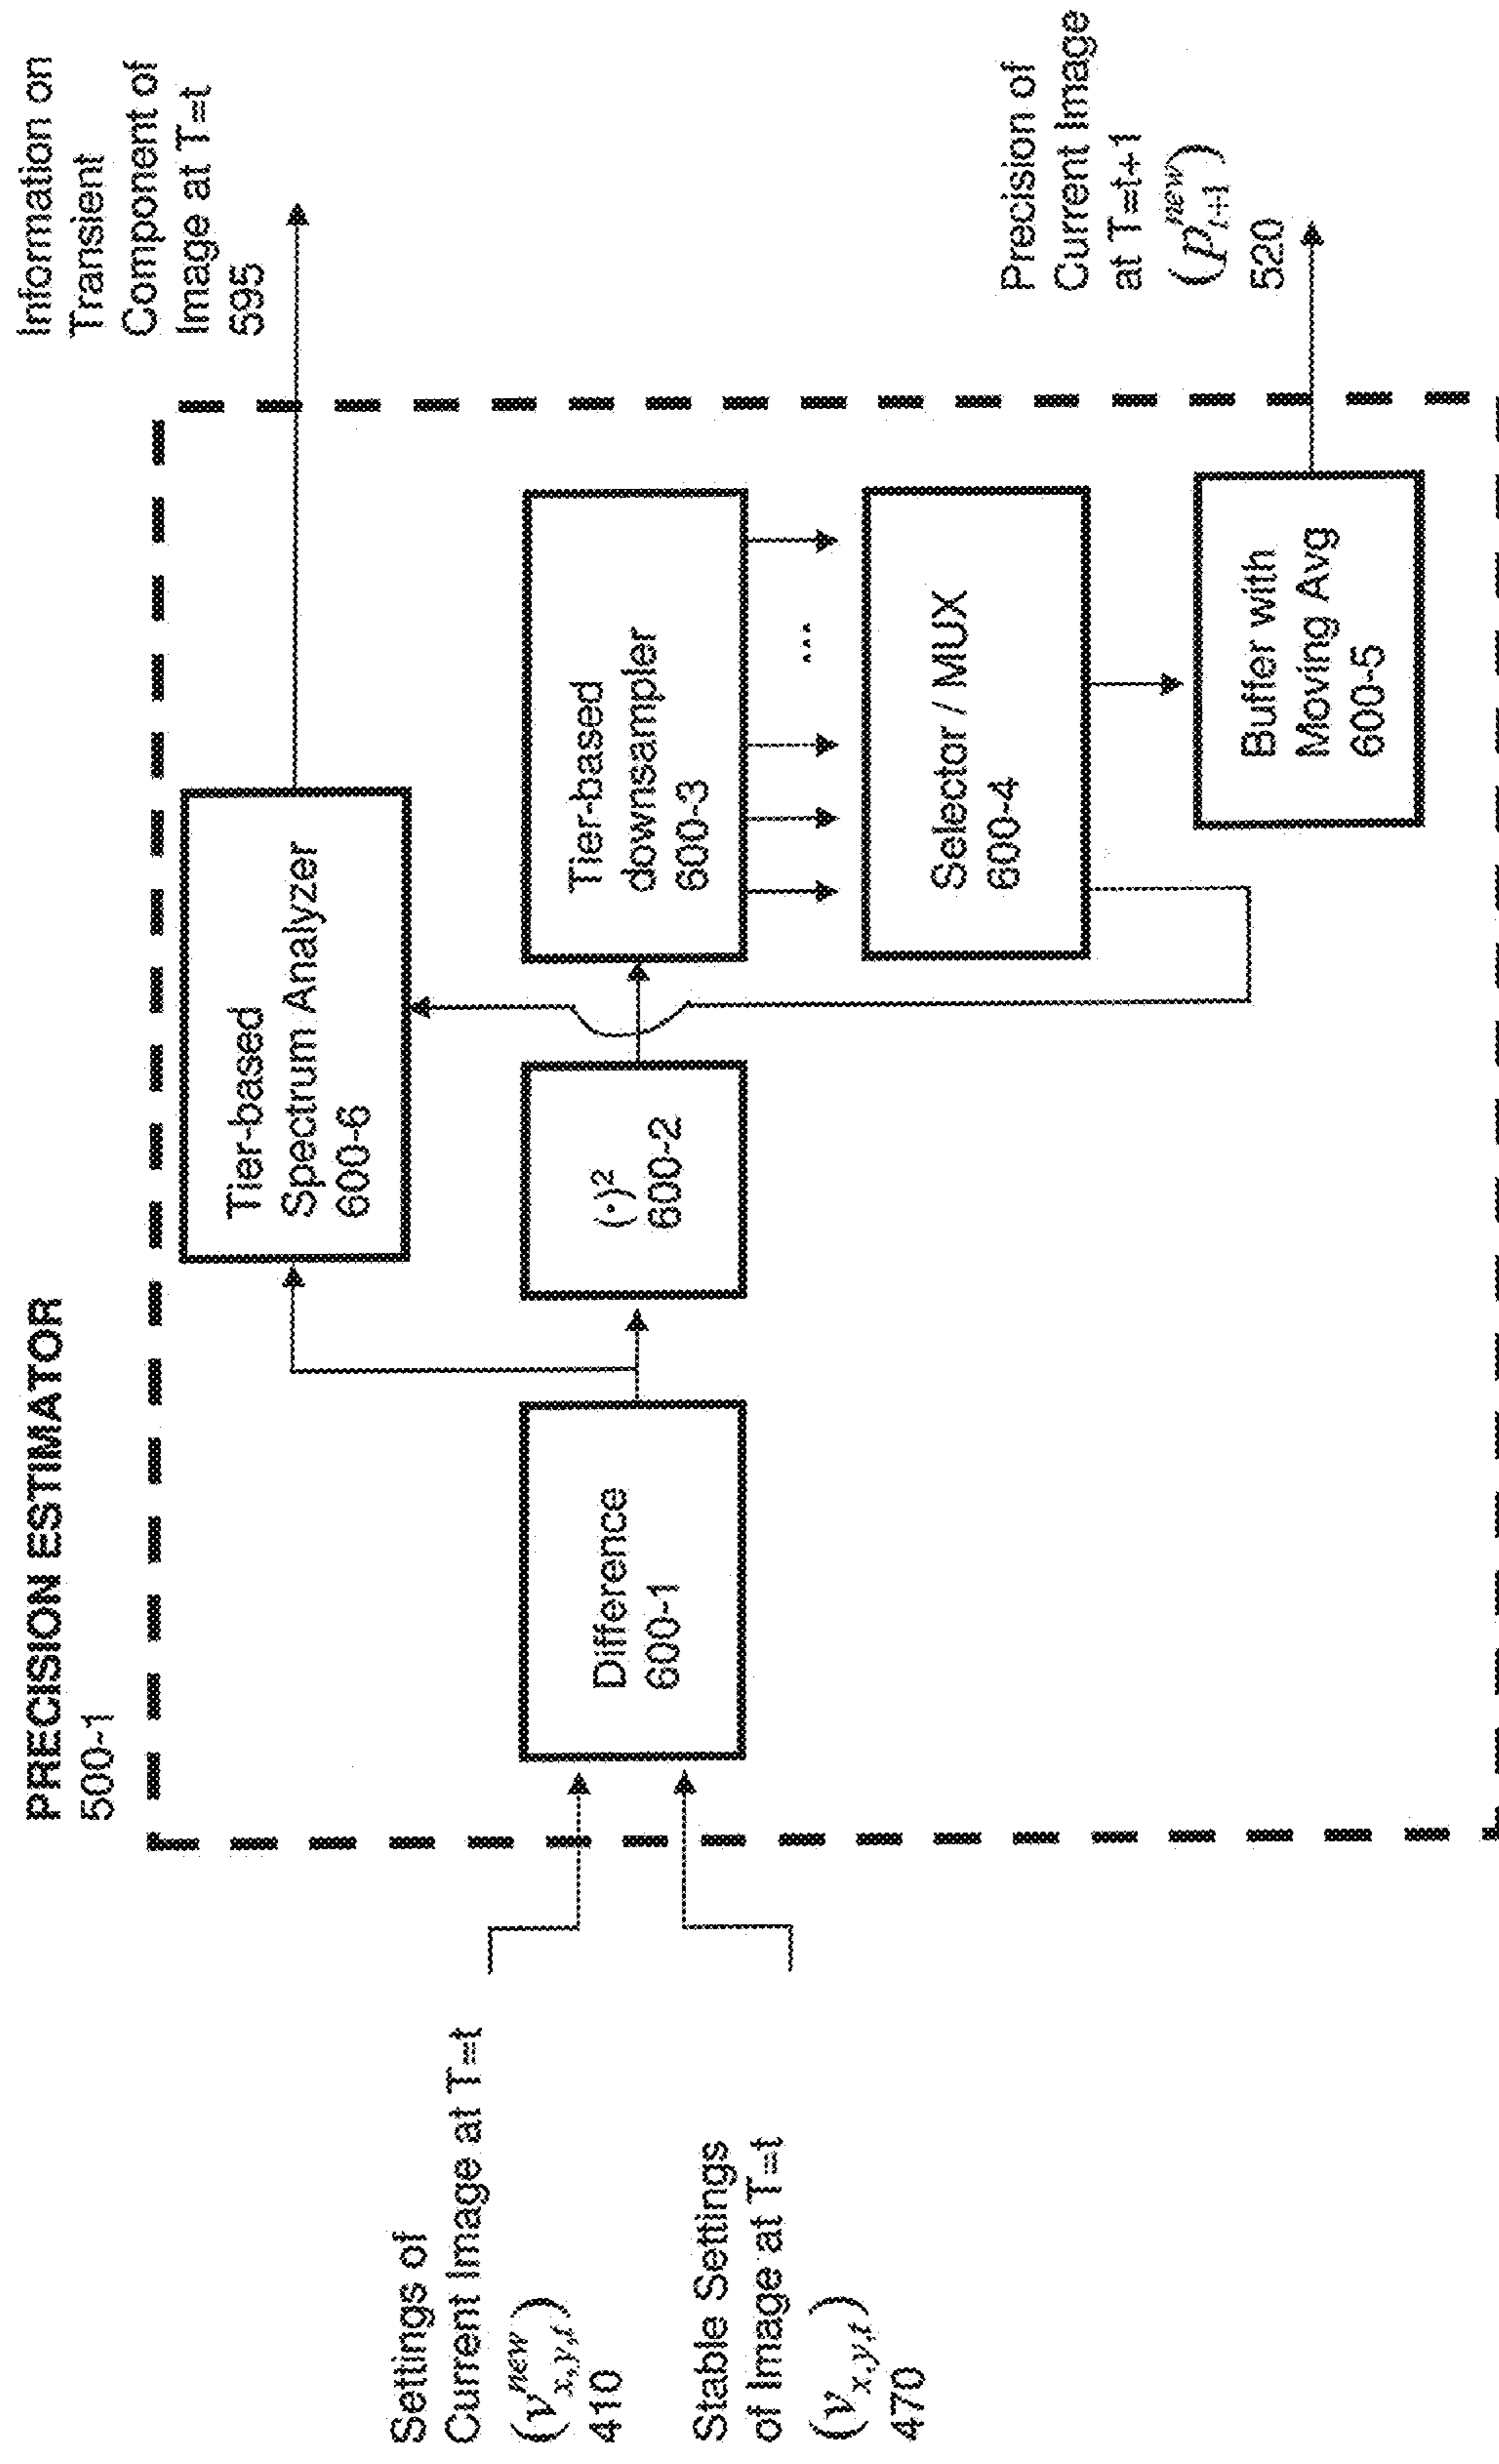 PRECISION ESTIMATOR
500-1
Information on
Transient
Component of
Image at T=t
595
Tier-based
Spectrum Analyzer
600-6
Settings of
Current Image at T=t
(v^{new}_{x,y,t})
410
Stable Settings
of Image at T=t
(v_{x,y,t})
470
Difference
600-1
(·)²
600-2
Tier-based
downsampler
600-3
...
Selector / MUX
600-4
Buffer with
Moving Avg
600-5
Precision of
Current Image
at T=t+1
(p^{new}_{t+1})
520